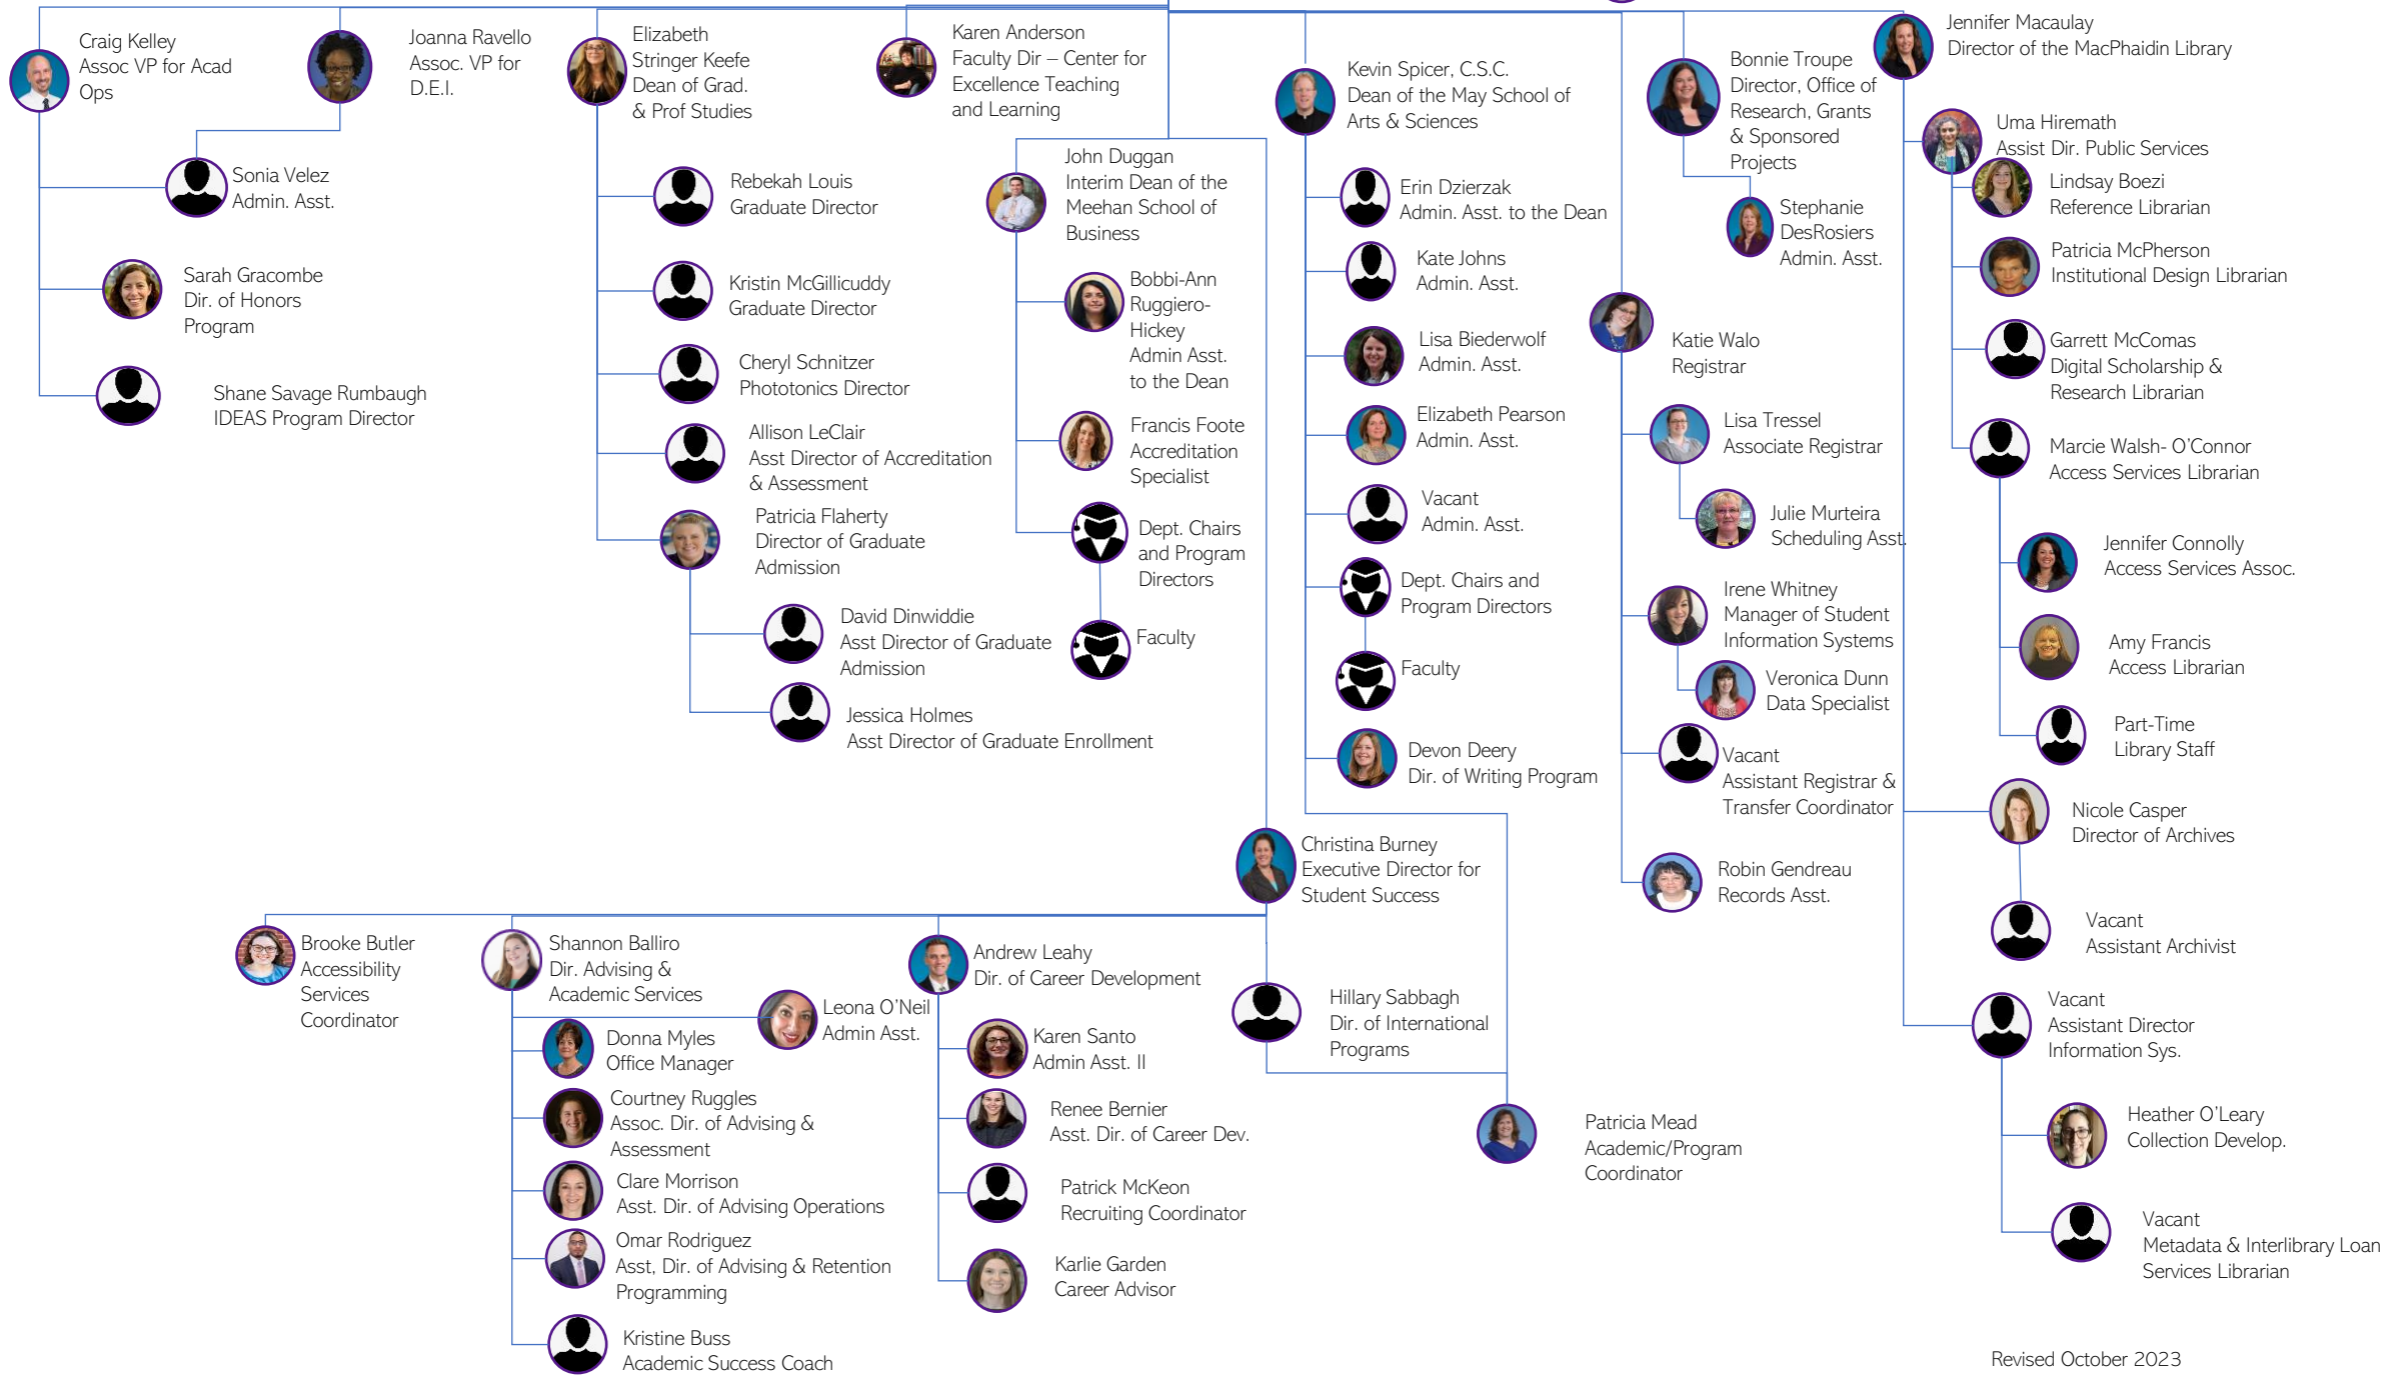 Craig Kelley
Assoc VP for Acad
Ops
Joanna Ravello
Assoc. VP for
D.E.I.
Sonia Velez
Admin. Asst.
Sarah Gracombe
Dir. of Honors
Program
Shane Savage Rumbaugh
IDEAS Program Director
Elizabeth
Stringer Keefe
Dean of Grad.
& Prof Studies
Rebekah Louis
Graduate Director
Kristin McGillicuddy
Graduate Director
Cheryl Schnitzer
Phototonics Director
Allison LeClair
Asst Director of Accreditation
& Assessment
Patricia Flaherty
Director of Graduate
Admission
David Dinwiddie
Asst Director of Graduate
Admission
Jessica Holmes
Asst Director of Graduate Enrollment
Karen Anderson
Faculty Dir – Center for
Excellence Teaching
and Learning
John Duggan
Interim Dean of the
Meehan School of
Business
Bobbi-Ann
Ruggiero-
Hickey
Admin Asst.
to the Dean
Francis Foote
Accreditation
Specialist
Dept. Chairs
and Program
Directors
Faculty
Kevin Spicer, C.S.C.
Dean of the May School of
Arts & Sciences
Erin Dzierzak
Admin. Asst. to the Dean
Kate Johns
Admin. Asst.
Lisa Biederwolf
Admin. Asst.
Elizabeth Pearson
Admin. Asst.
Vacant
Admin. Asst.
Dept. Chairs and
Program Directors
Faculty
Devon Deery
Dir. of Writing Program
Bonnie Troupe
Director, Office of
Research, Grants
& Sponsored
Projects
Stephanie
DesRosiers
Admin. Asst.
Katie Walo
Registrar
Lisa Tressel
Associate Registrar
Julie Murteira
Scheduling Asst.
Irene Whitney
Manager of Student
Information Systems
Veronica Dunn
Data Specialist
Vacant
Assistant Registrar &
Transfer Coordinator
Robin Gendreau
Records Asst.
Jennifer Macaulay
Director of the MacPhaidin Library
Uma Hiremath
Assist Dir. Public Services
Lindsay Boezi
Reference Librarian
Patricia McPherson
Institutional Design Librarian
Garrett McComas
Digital Scholarship &
Research Librarian
Marcie Walsh- O'Connor
Access Services Librarian
Jennifer Connolly
Access Services Assoc.
Amy Francis
Access Librarian
Part-Time
Library Staff
Nicole Casper
Director of Archives
Vacant
Assistant Archivist
Vacant
Assistant Director
Information Sys.
Heather O'Leary
Collection Develop.
Vacant
Metadata & Interlibrary Loan
Services Librarian
Christina Burney
Executive Director for
Student Success
Brooke Butler
Accessibility
Services
Coordinator
Shannon Balliro
Dir. Advising &
Academic Services
Leona O'Neil
Admin Asst.
Donna Myles
Office Manager
Courtney Ruggles
Assoc. Dir. of Advising &
Assessment
Clare Morrison
Asst. Dir. of Advising Operations
Omar Rodriguez
Asst, Dir. of Advising & Retention
Programming
Kristine Buss
Academic Success Coach
Andrew Leahy
Dir. of Career Development
Karen Santo
Admin Asst. II
Renee Bernier
Asst. Dir. of Career Dev.
Patrick McKeon
Recruiting Coordinator
Karlie Garden
Career Advisor
Hillary Sabbagh
Dir. of International
Programs
Patricia Mead
Academic/Program
Coordinator
Revised October 2023